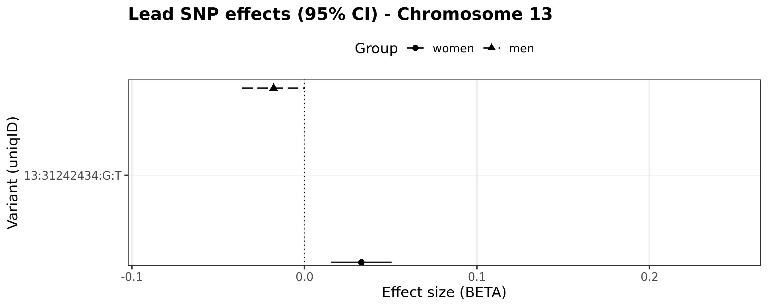 Lead SNP effects (95% CI) - Chromosome 13
Group women men
Variant (uniqID)
13:31242434:G:T
-0.1 0.0 0.1 0.2
Effect size (BETA)